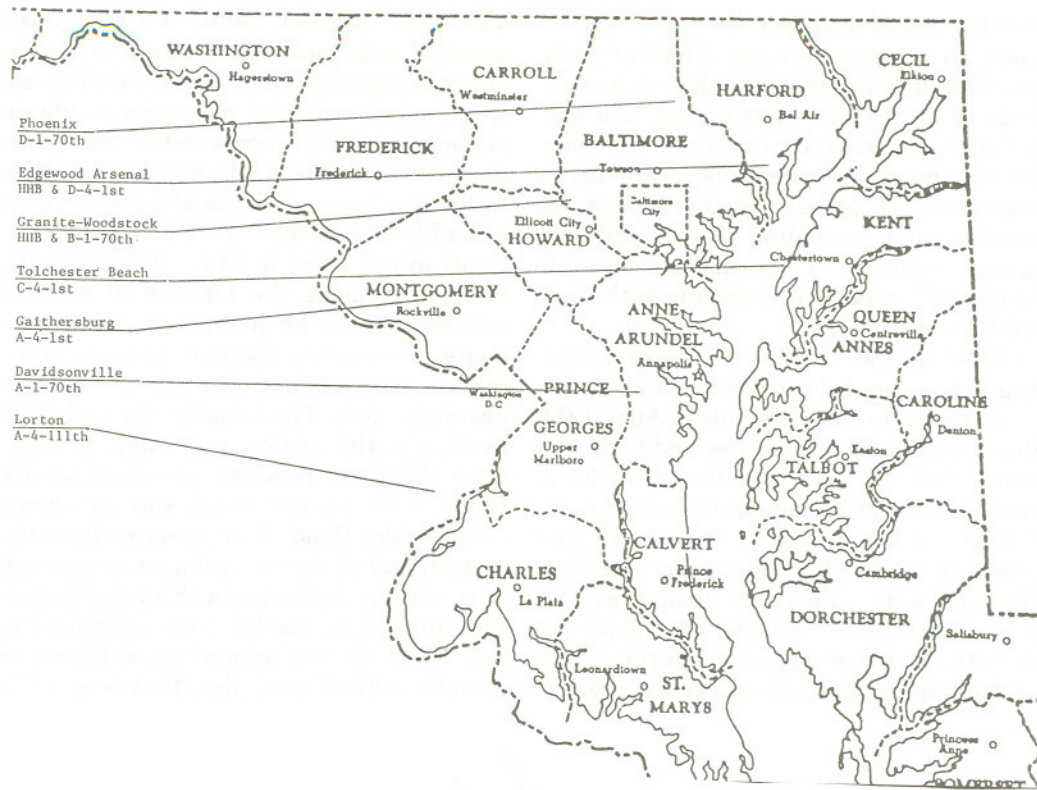 WASHINGTON
Hagerstown
CARROLL
Westminster
CECIL
Elkton
HARFORD
Bel Air
Phoenix
D-1-70th
FREDERICK
Frederick
BALTIMORE
Towson
Edgewood Arsenal
HHB & D-4-1st
Baltimore
City
Granite-Woodstock
HHB & B-1-70th
Ellicott City
HOWARD
KENT
Chestertown
Tolchester Beach
C-4-1st
MONTGOMERY
Rockville
Gaithersburg
A-4-1st
ANNE
ARUNDEL
Annapolis
QUEEN
ANNES
Centreville
Davidsonville
A-1-70th
Washington
PRINCE
GEORGES
Upper
Marlboro
CAROLINE
Denton
Lorton
A-4-111th
Easton
TALBOT
CALVERT
Prince
Frederick
Cambridge
CHARLES
La Plata
DORCHESTER
Salisbury
Leonardtown
ST.
MARYS
Princess
Anne
SOMERSET